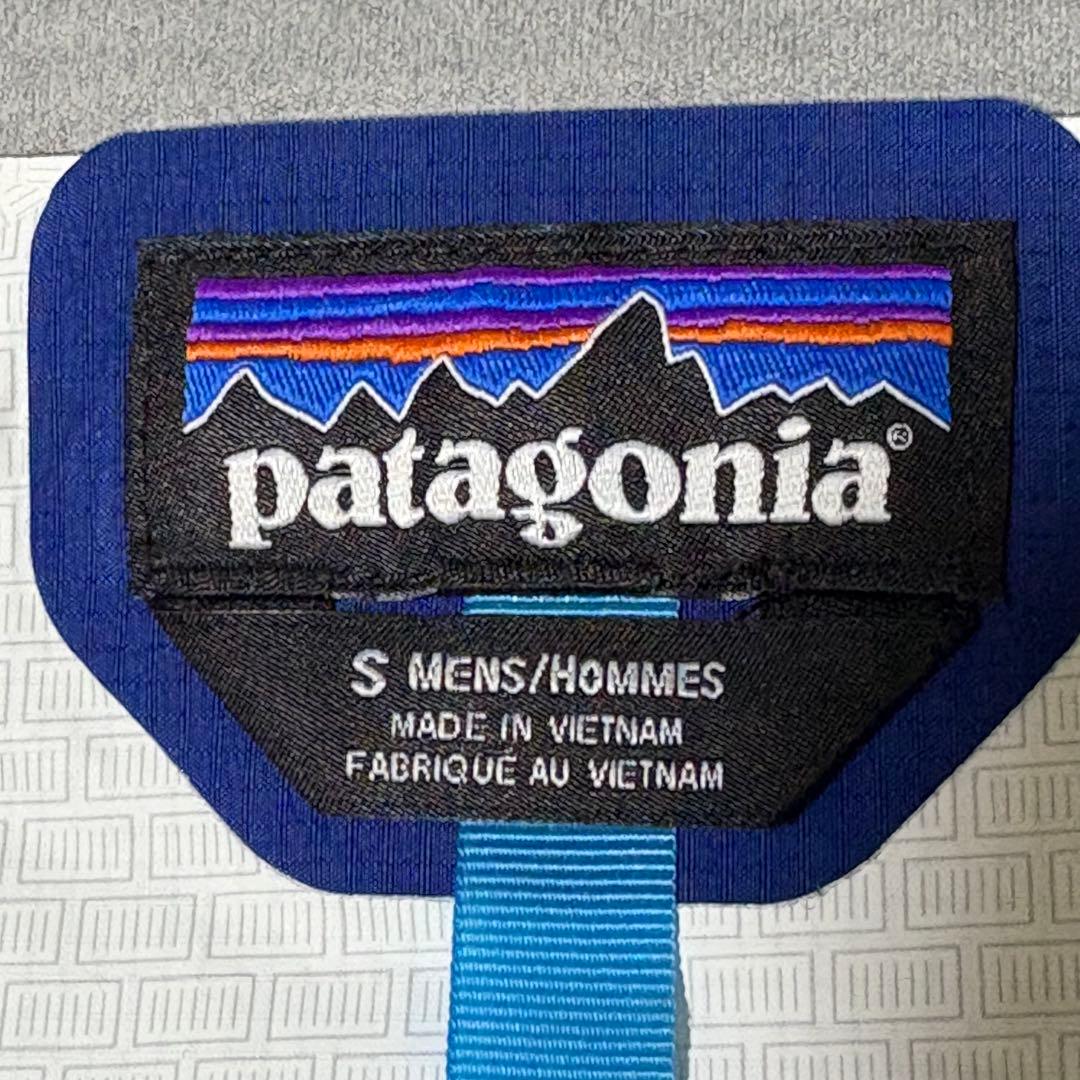 patagonia®
S MENS/HOMMES
MADE IN VIETNAM
FABRIQUÉ AU VIETNAM